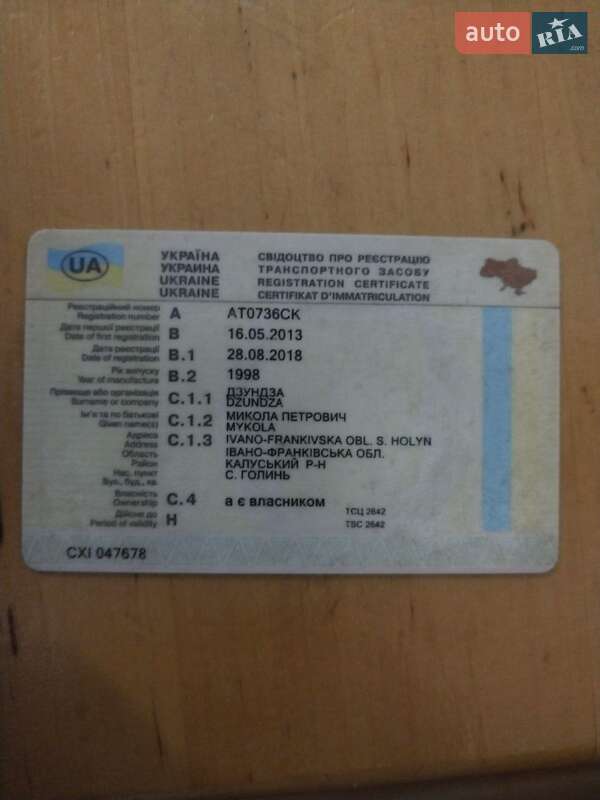 auto RIA .com
UA
УКРАЇНА
УКРАИНА
UKRAINE
UKRAINE
СВІДОЦТВО ПРО РЕЄСТРАЦІЮ
ТРАНСПОРТНОГО ЗАСОБУ
REGISTRATION CERTIFICATE
CERTIFIKAT D'IMMATRICULATION
Реєстраційний номер
Registration number A AT0736CK
Дата першої реєстрації
Date of first registration B 16.05.2013
Дата реєстрації
Date of registration B.1 28.08.2018
Рік випуску
Year of manufacture B.2 1998
Прізвище або організація
Surname or company C.1.1 ДЗУНДЗА
DZUNDZA
Ім'я та по батькові
Given name(s) C.1.2 МИКОЛА ПЕТРОВИЧ
MYKOLA
Адреса
Address C.1.3 IVANO-FRANKIVSKA OBL. S. HOLYN
Область ІВАНО-ФРАНКІВСЬКА ОБЛ.
Район КАЛУСЬКИЙ Р-Н
Нас. пункт С. ГОЛИНЬ
Вул., буд., кв.
Власність
Ownership C.4 а є власником
ТСЦ 2642
Дійсне до
Period of validity H TSC 2642
CXI 047678